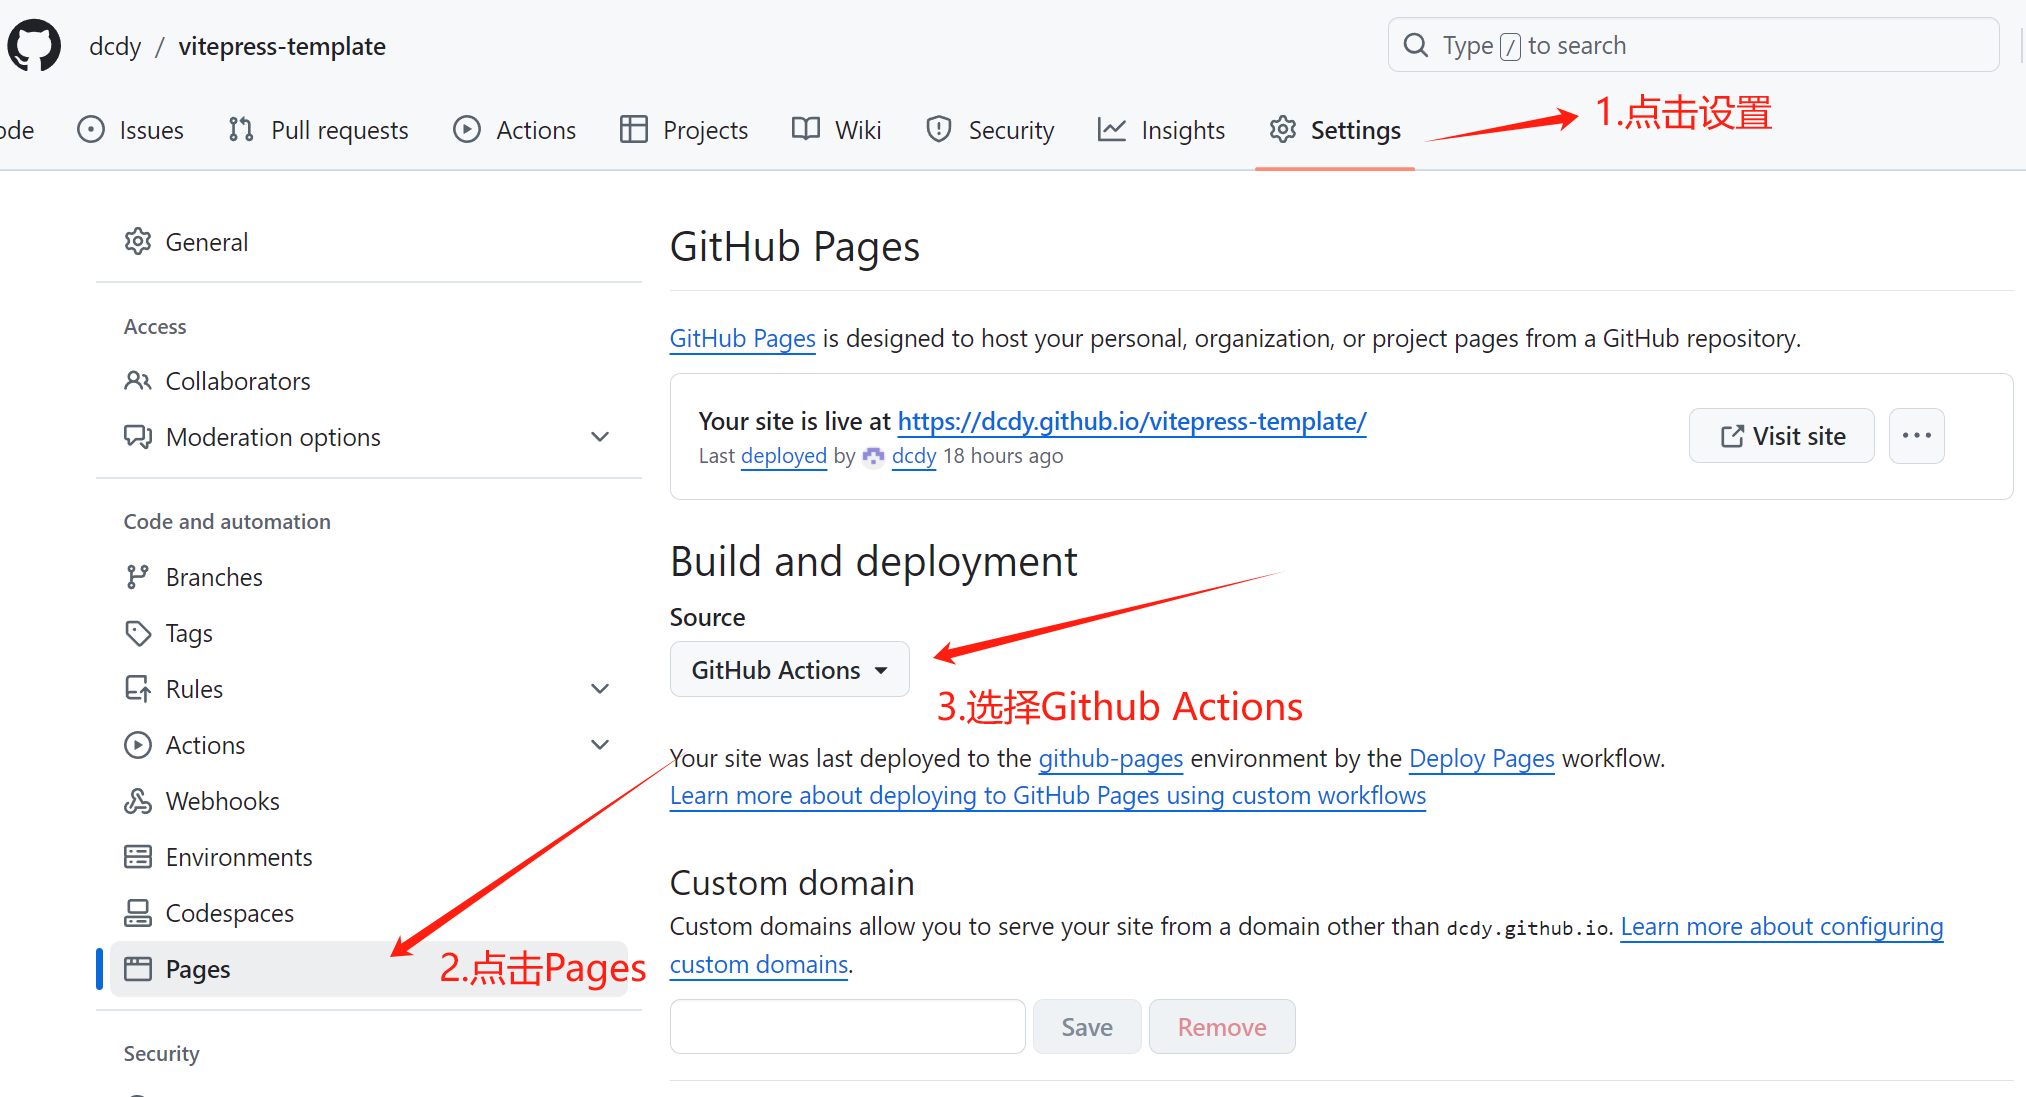 dcdy / vitepress-template
Type / to search
ode
Issues
Pull requests
Actions
Projects
Wiki
Security
Insights
Settings
1.点击设置
General
Access
Collaborators
Moderation options
Code and automation
Branches
Tags
Rules
Actions
Webhooks
Environments
Codespaces
Pages
2.点击Pages
Security
GitHub Pages
GitHub Pages is designed to host your personal, organization, or project pages from a GitHub repository.
Your site is live at https://dcdy.github.io/vitepress-template/
Last deployed by dcdy 18 hours ago
Visit site
Build and deployment
Source
GitHub Actions
3.选择Github Actions
Your site was last deployed to the github-pages environment by the Deploy Pages workflow.
Learn more about deploying to GitHub Pages using custom workflows
Custom domain
Custom domains allow you to serve your site from a domain other than dcdy.github.io. Learn more about configuring
custom domains.
Save
Remove